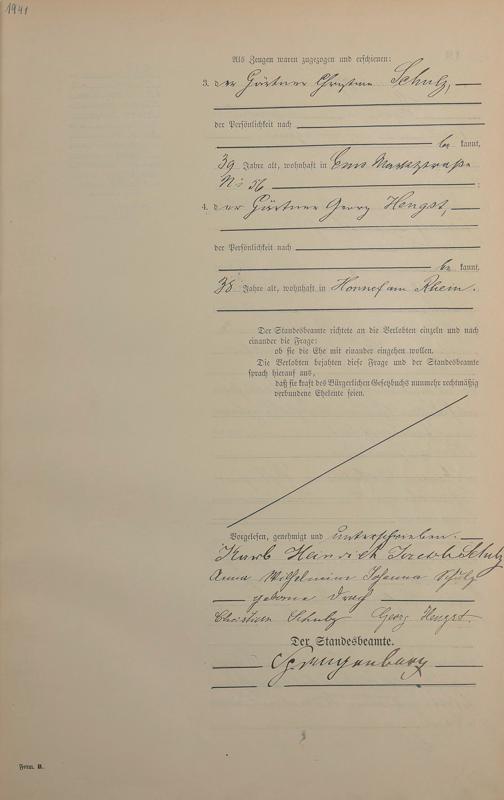 1941
Als Zeugen waren zugezogen und erschienen:
3. der Gärtner Christian Schulz,
der Persönlichkeit nach
be kannt,
39 Jahre alt, wohnhaft in Ems Marktstraße
No 56 ;
4. der Gärtner Georg Hengst,
der Persönlichkeit nach
be kannt,
38 Jahre alt, wohnhaft in Honnef am Rhein.
Der Standesbeamte richtete an die Verlobten einzeln und nach
einander die Frage:
ob sie die Ehe mit einander eingehen wollen.
Die Verlobten bejahten diese Frage und der Standesbeamte
sprach hierauf aus,
daß sie kraft des Bürgerlichen Gesetzbuchs nunmehr rechtmäßig
verbundene Eheleute seien.
Vorgelesen, genehmigt und unterschrieben.
Karl Heinrich Jacob Schulz
Anna Wilhelmine Johanna Schulz
geborne
Christian Schulz Georg Hengst.
Der Standesbeamte.
Spangenberg
Form. B.